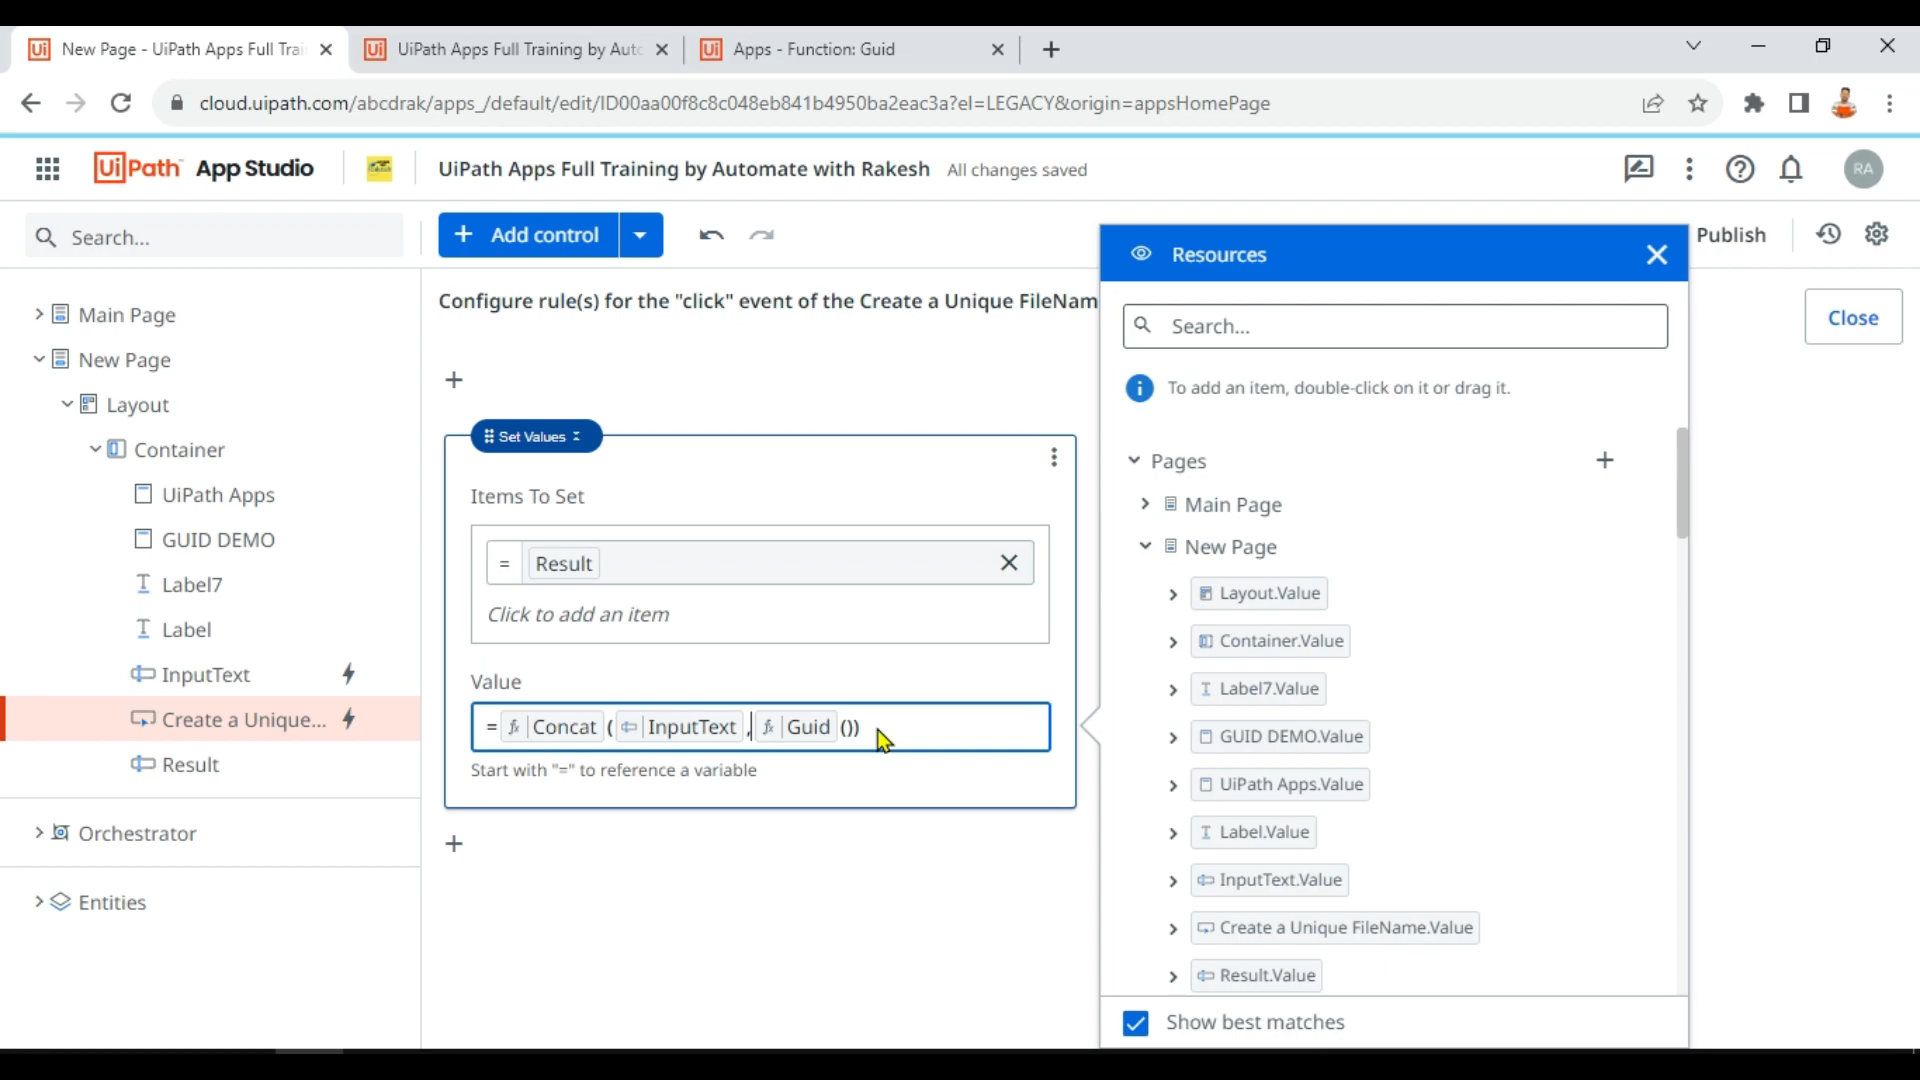 New Page - UiPath Apps Full Trai
UiPath Apps Full Training by Auto
Apps - Function: Guid
cloud.uipath.com/abcdrak/apps_/default/edit/ID00aa00f8c8c048eb841b4950ba2eac3a?el=LEGACY&origin=appsHomePage
UiPath App Studio
UiPath Apps Full Training by Automate with Rakesh All changes saved
RA
Search...
+ Add control
Publish
Main Page
New Page
Layout
Container
UiPath Apps
GUID DEMO
Label7
Label
InputText
Create a Unique...
Result
Orchestrator
Entities
Configure rule(s) for the "click" event of the Create a Unique FileNam
Set Values
Items To Set
= Result
Click to add an item
Value
= fx Concat ( InputText , fx Guid ())
Start with "=" to reference a variable
Resources
Search...
To add an item, double-click on it or drag it.
Pages
Main Page
New Page
Layout.Value
Container.Value
Label7.Value
GUID DEMO.Value
UiPath Apps.Value
Label.Value
InputText.Value
Create a Unique FileName.Value
Result.Value
Show best matches
Close